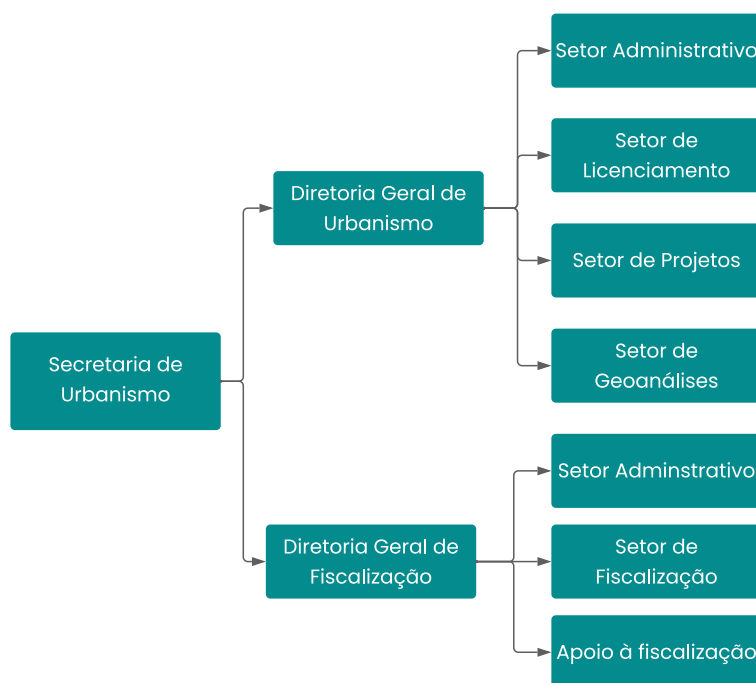 Setor Administrativo
Setor de
Licenciamento
Diretoria Geral de
Urbanismo
Setor de Projetos
Setor de
Geoanálises
Secretaria de
Urbanismo
Setor Adminstrativo
Diretoria Geral de
Fiscalização
Setor de
Fiscalização
Apoio à fiscalização